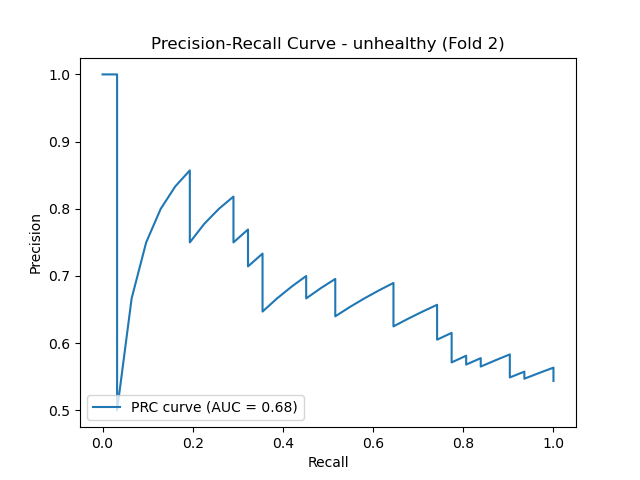 Precision-Recall Curve - unhealthy (Fold 2)
1.0
0.9
0.8
0.7
0.6
0.5
Precision
PRC curve (AUC = 0.68)
0.0 0.2 0.4 0.6 0.8 1.0
Recall